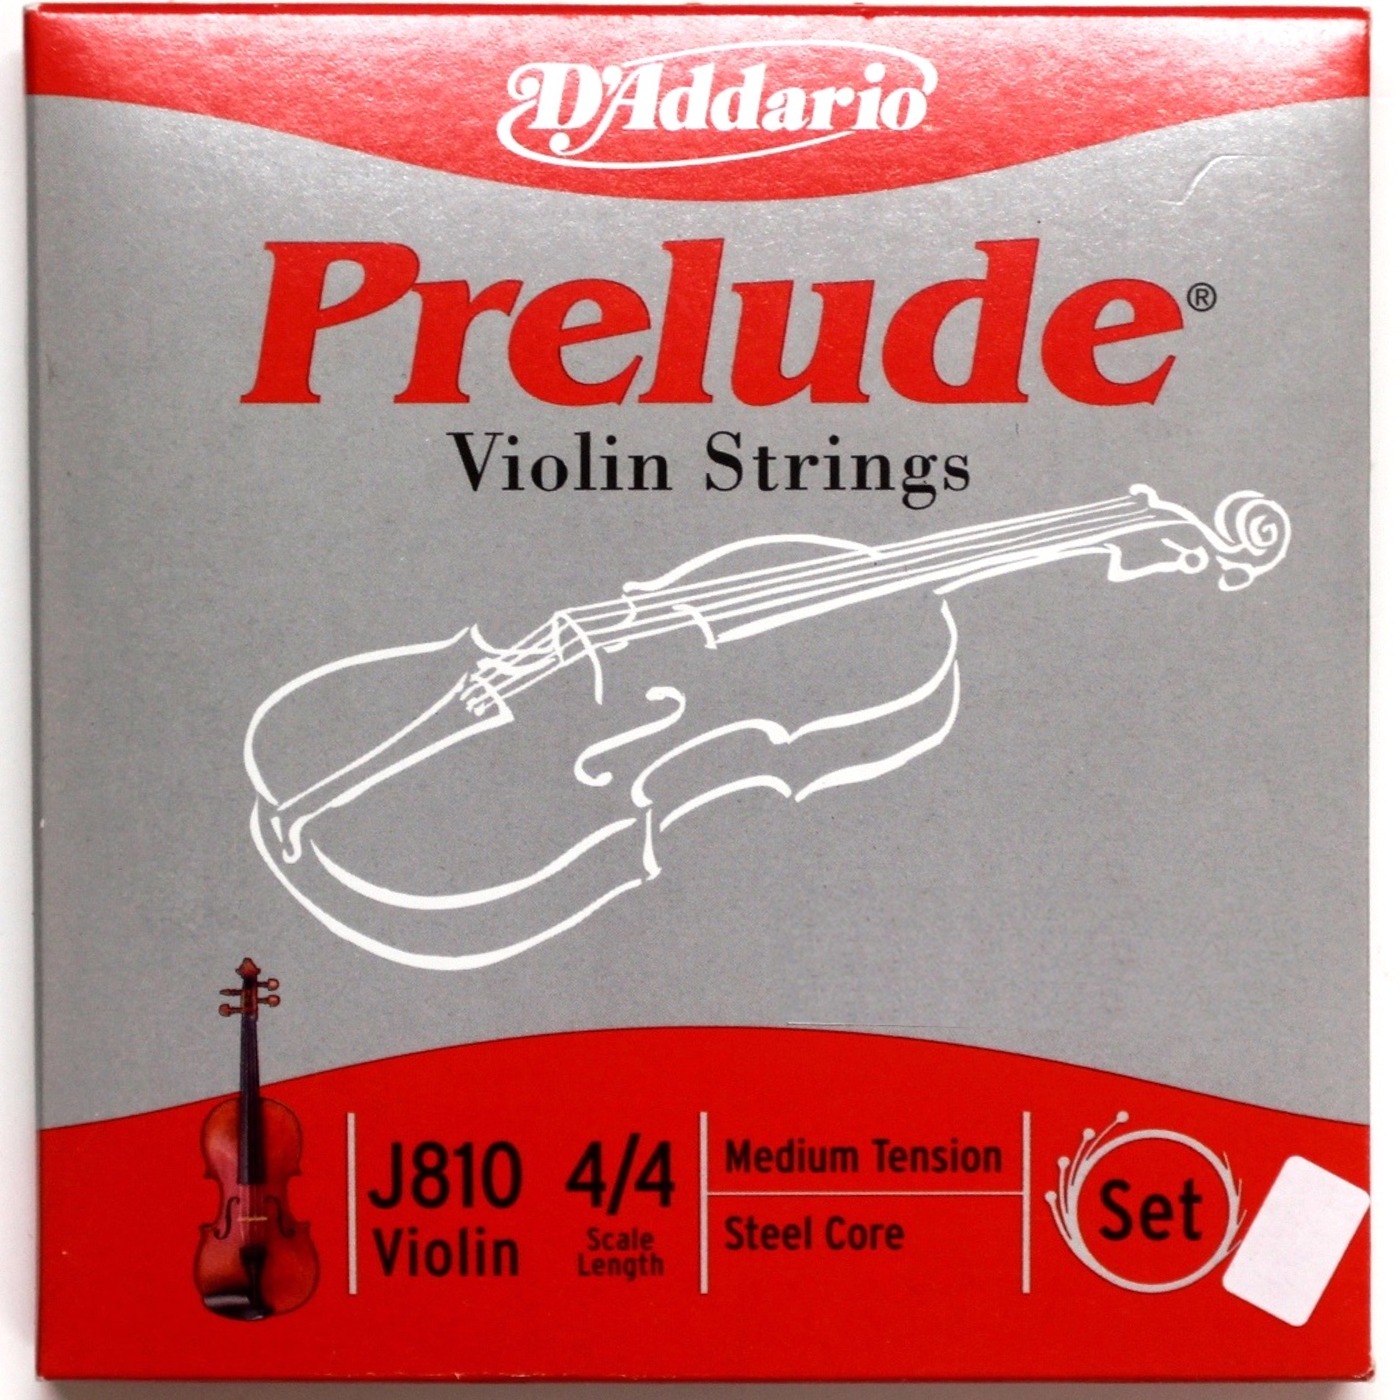 D'Addario
Prelude®
Violin Strings
J810
Violin
4/4
Scale
Length
Medium Tension
Steel Core
Set